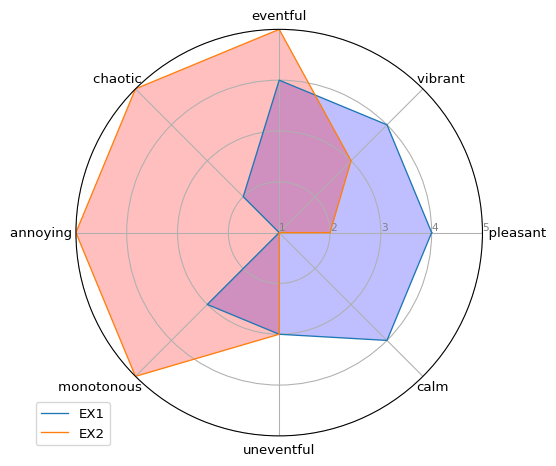 eventful
chaotic
vibrant
annoying
1 2 3 4 5
pleasant
monotonous
calm
EX1
EX2
uneventful